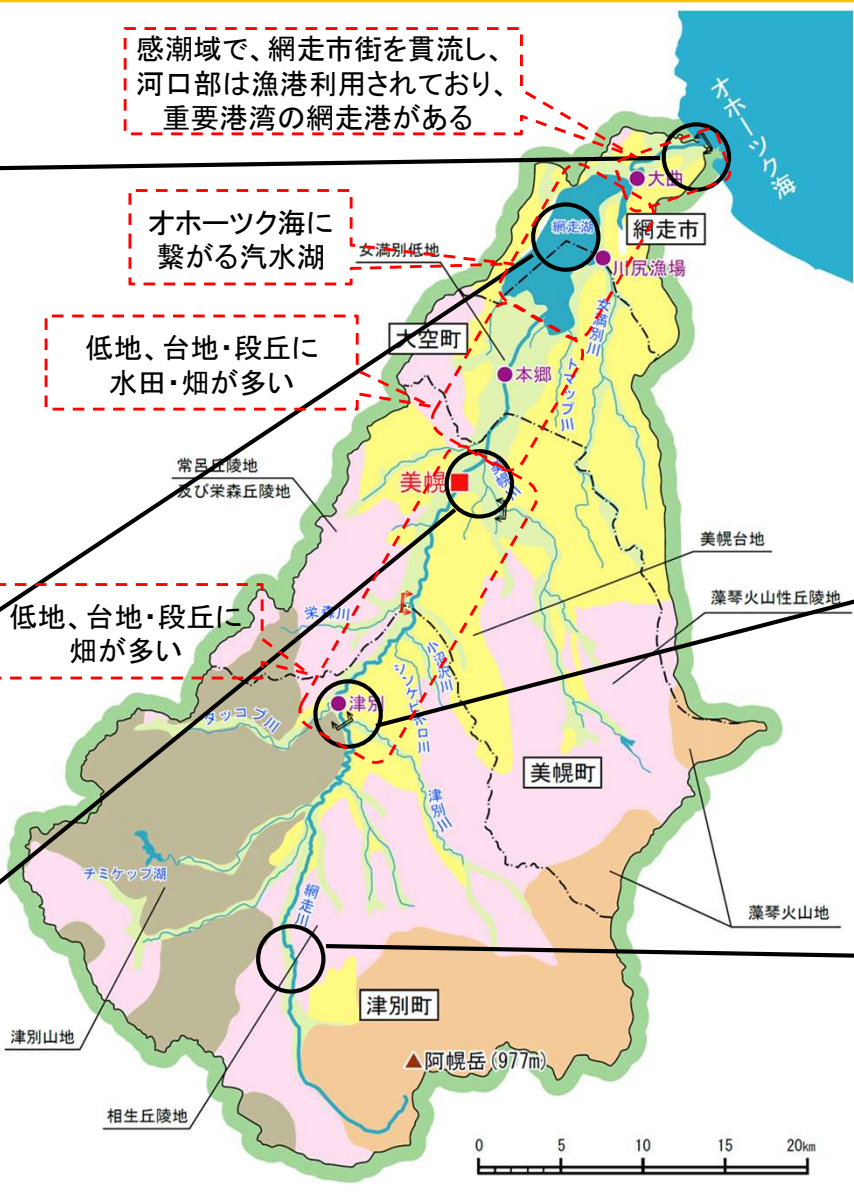 感潮域で、網走市街を貫流し、
河口部は漁港利用されており、
重要港湾の網走港がある
オホーツク海
大曲
オホーツク海に
繋がる汽水湖
網走湖
網走市
女満別低地
川尻漁場
女満別川
大空町
低地、台地・段丘に
水田・畑が多い
本郷
トマップ川
常呂丘陵地
及び栄森丘陵地
美幌
美幌川
美幌台地
藻琴火山性丘陵地
低地、台地・段丘に
畑が多い
栄森川
津別
タッコブ川
シンケピホロ川
美幌町
津別川
チミケップ湖
網走川
藻琴火山地
津別町
津別山地
阿幌岳(977m)
相生丘陵地
0 5 10 15 20km